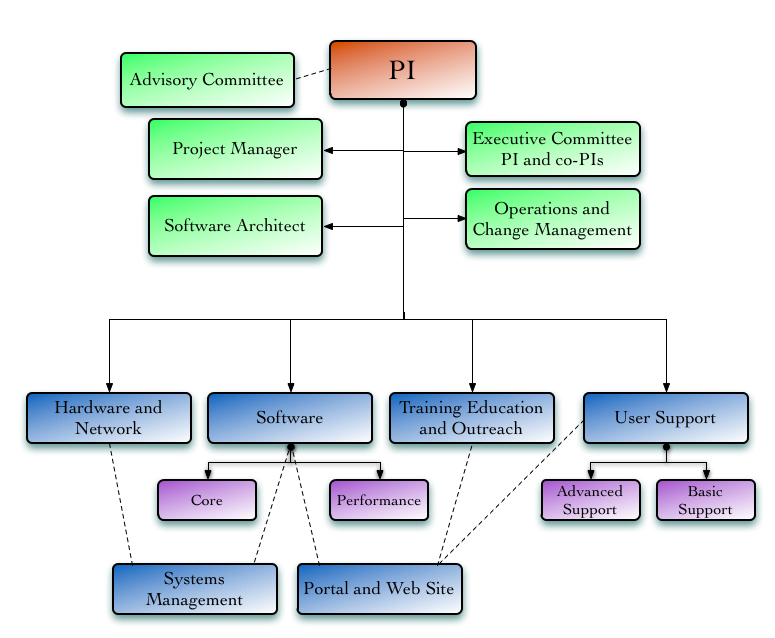 PI
Advisory Committee
Project Manager
Executive Committee
PI and co-PIs
Software Architect
Operations and
Change Management
Hardware and
Network
Software
Training Education
and Outreach
User Support
Core
Performance
Advanced
Support
Basic
Support
Systems
Management
Portal and Web Site